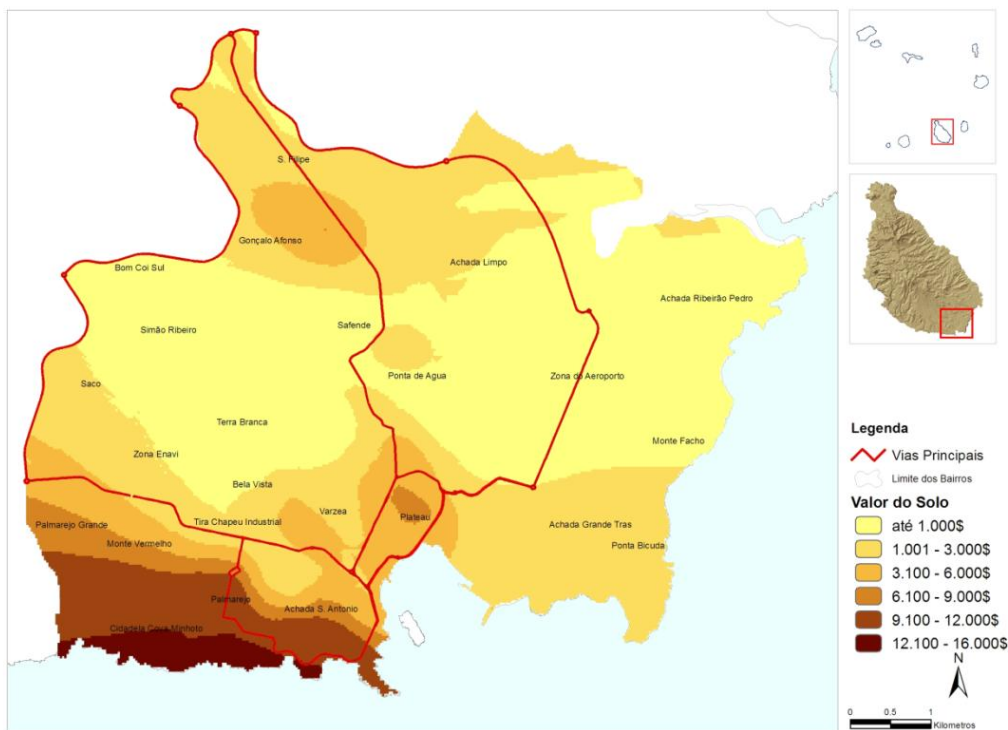 S. Filipe
Gonçalo Afonso
Bom Coi Sul
Achada Limpo
Achada Ribeirão Pedro
Simão Ribeiro
Safende
Saco
Ponta de Agua
Zona do Aeroporto
Terra Branca
Monte Facho
Zona Enavi
Bela Vista
Palmarejo Grande
Tira Chapeu Industrial
Varzea
Plateau
Achada Grande Tras
Monte Vermelho
Ponta Bicuda
Palmarejo
Achada S. Antonio
Cidadela Cova Minhoto
Legenda
Vias Principais
Limite dos Bairros
Valor do Solo
até 1.000$
1.001 - 3.000$
3.100 - 6.000$
6.100 - 9.000$
9.100 - 12.000$
12.100 - 16.000$
N
0 0.5 1
Kilometros